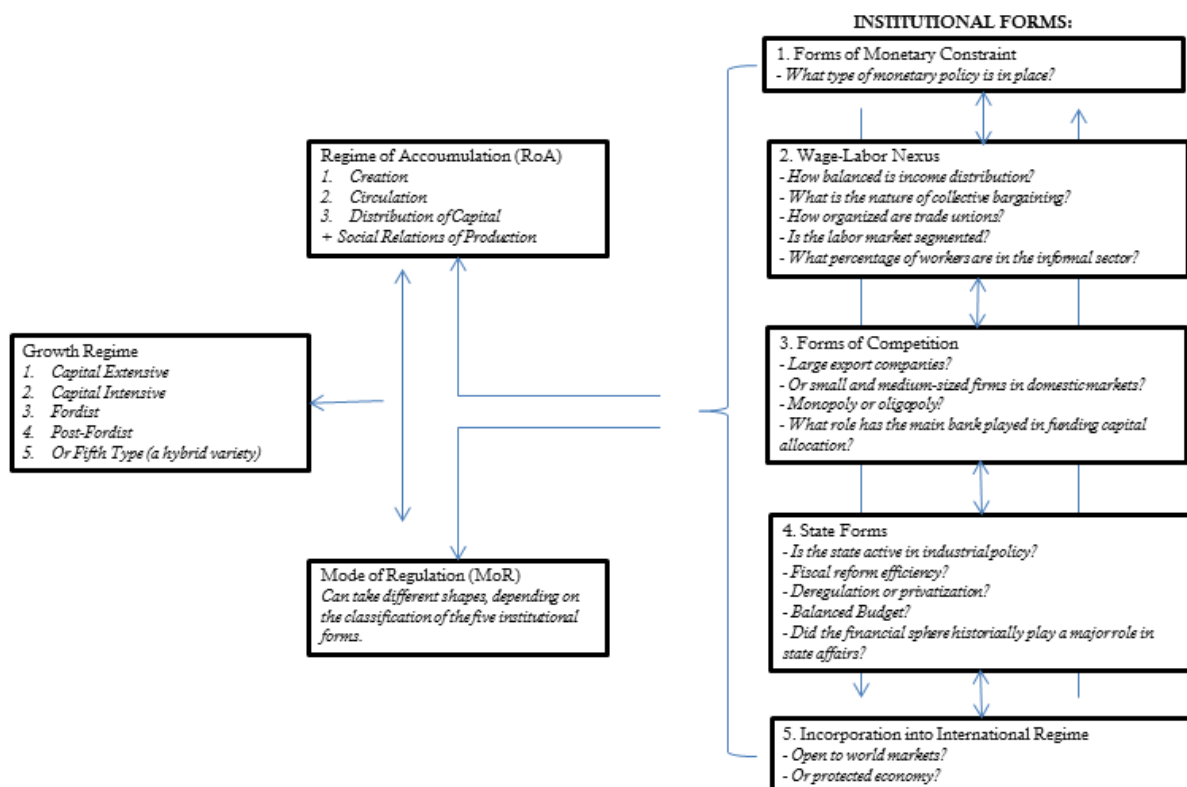 INSTITUTIONAL FORMS:
1. Forms of Monetary Constraint
- What type of monetary policy is in place?
Regime of Accoumulation (RoA)
1. Creation
2. Circulation
3. Distribution of Capital
+ Social Relations of Production
2. Wage-Labor Nexus
- How balanced is income distribution?
- What is the nature of collective bargaining?
- How organized are trade unions?
- Is the labor market segmented?
- What percentage of workers are in the informal sector?
Growth Regime
1. Capital Extensive
2. Capital Intensive
3. Fordist
4. Post-Fordist
5. Or Fifth Type (a hybrid variety)
3. Forms of Competition
- Large export companies?
- Or small and medium-sized firms in domestic markets?
- Monopoly or oligopoly?
- What role has the main bank played in funding capital
allocation?
Mode of Regulation (MoR)
Can take different shapes, depending on
the classification of the five institutional
forms.
4. State Forms
- Is the state active in industrial policy?
- Fiscal reform efficiency?
- Deregulation or privatization?
- Balanced Budget?
- Did the financial sphere historically play a major role in
state affairs?
5. Incorporation into International Regime
- Open to world markets?
- Or protected economy?